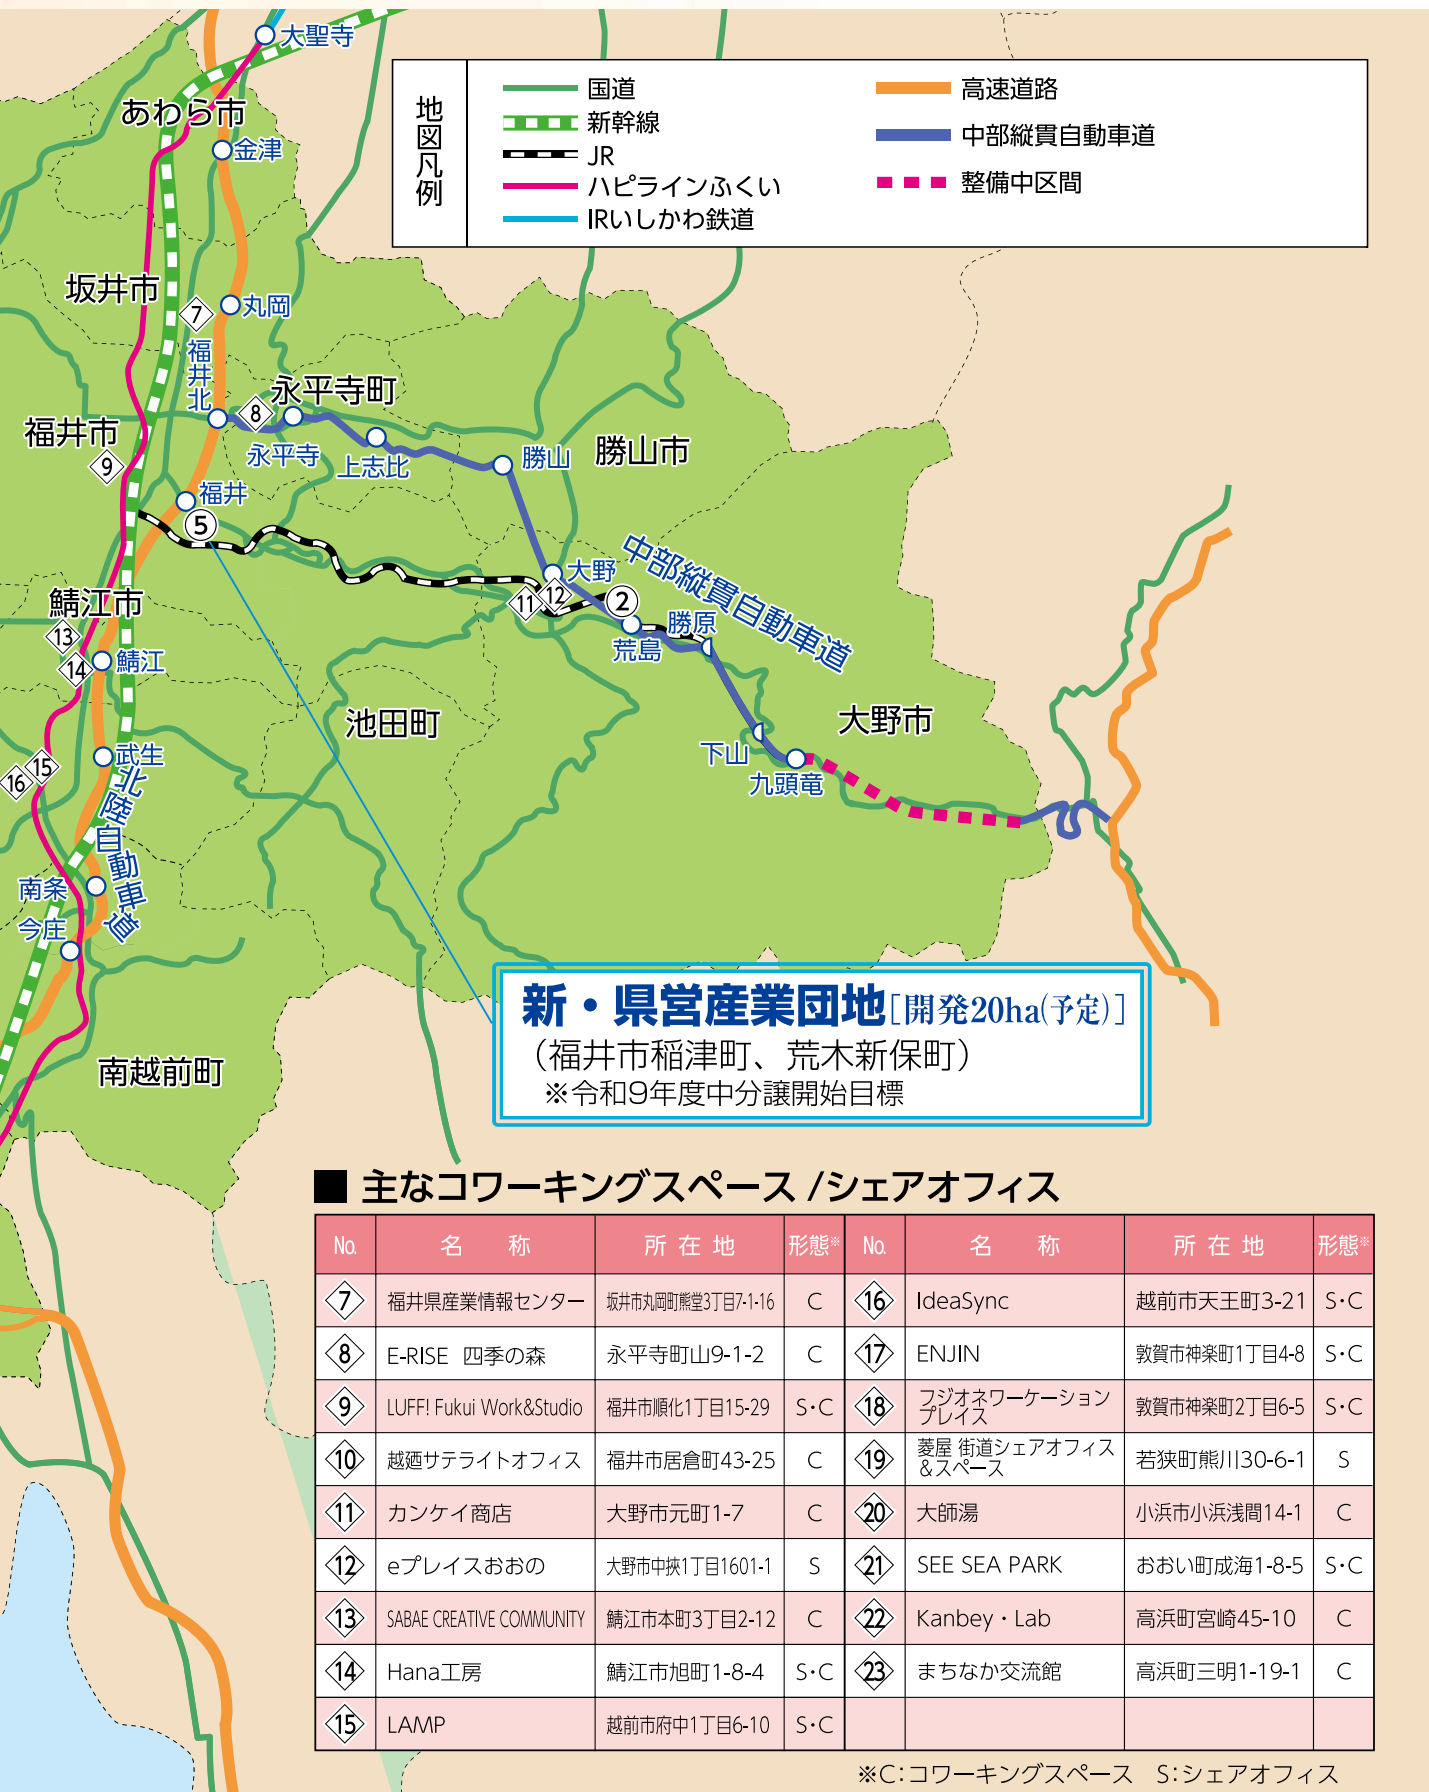 大聖寺
あわら市
金津
地図凡例
国道
新幹線
JR
ハピラインふくい
IRいしかわ鉄道
高速道路
中部縦貫自動車道
整備中区間
坂井市
丸岡
7
福井北
永平寺町
8
福井市
9
永平寺
上志比
勝山
勝山市
福井
5
大野
中部縦貫自動車道
11
12
2
鯖江市
13
14
鯖江
荒島
勝原
池田町
大野市
下山
九頭竜
武生
15
16
北陸自動車道
南条
今庄
南越前町
新・県営産業団地[開発20ha(予定)]
（福井市稲津町、荒木新保町）
※令和9年度中分譲開始目標
■ 主なコワーキングスペース /シェアオフィス
No. 名称 所在地 形態※ No. 名称 所在地 形態※
7 福井県産業情報センター 坂井市丸岡町熊堂3丁目7-1-16 C 16 IdeaSync 越前市天王町3-21 S・C
8 E-RISE 四季の森 永平寺町山9-1-2 C 17 ENJIN 敦賀市神楽町1丁目4-8 S・C
9 LUFF! Fukui Work&Studio 福井市順化1丁目15-29 S・C 18 フジオネワーケーションプレイス 敦賀市神楽町2丁目6-5 S・C
10 越廼サテライトオフィス 福井市居倉町43-25 C 19 菱屋 街道シェアオフィス&スペース 若狭町熊川30-6-1 S
11 カンケイ商店 大野市元町1-7 C 20 大師湯 小浜市小浜浅間14-1 C
12 eプレイスおおの 大野市中挾1丁目1601-1 S 21 SEE SEA PARK おおい町成海1-8-5 S・C
13 SABAE CREATIVE COMMUNITY 鯖江市本町3丁目2-12 C 22 Kanbey・Lab 高浜町宮崎45-10 C
14 Hana工房 鯖江市旭町1-8-4 S・C 23 まちなか交流館 高浜町三明1-19-1 C
15 LAMP 越前市府中1丁目6-10 S・C
※C：コワーキングスペース S：シェアオフィス